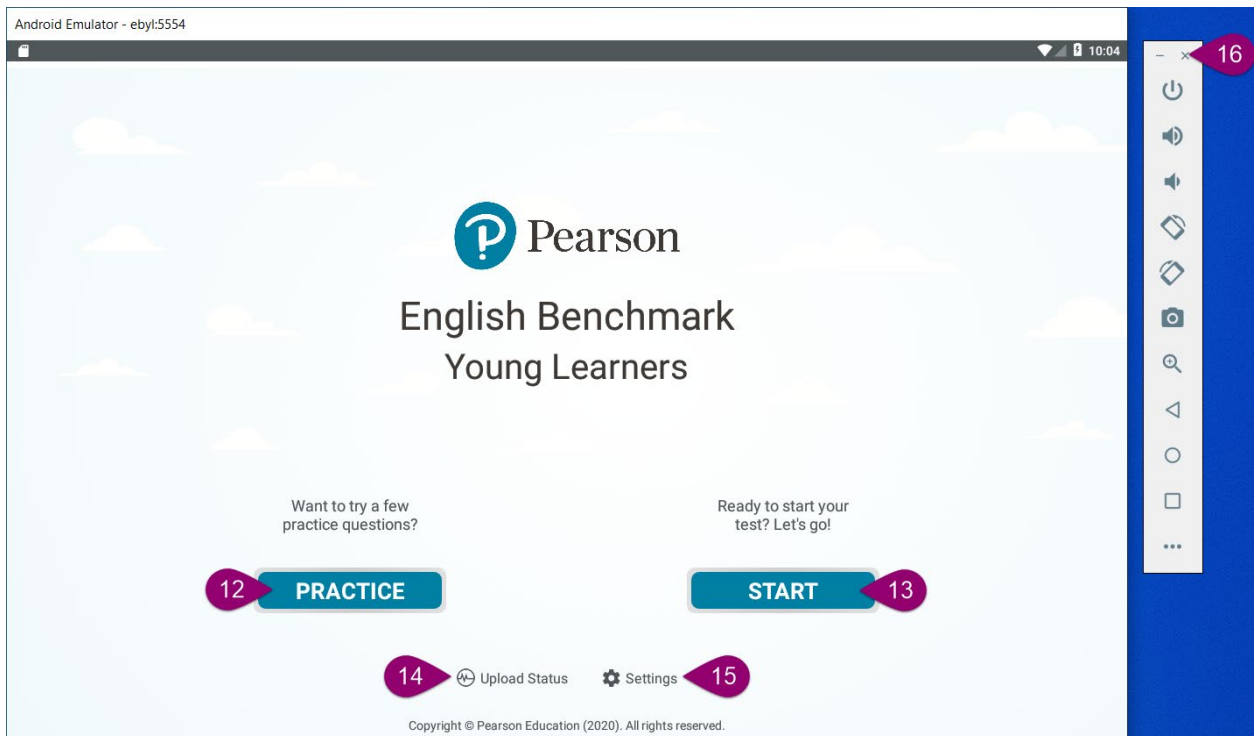 Android Emulator - ebyl:5554
10:04
16
Pearson
English Benchmark
Young Learners
Want to try a few
practice questions?
Ready to start your
test? Let's go!
12 PRACTICE
START 13
14 Upload Status Settings 15
Copyright © Pearson Education (2020). All rights reserved.